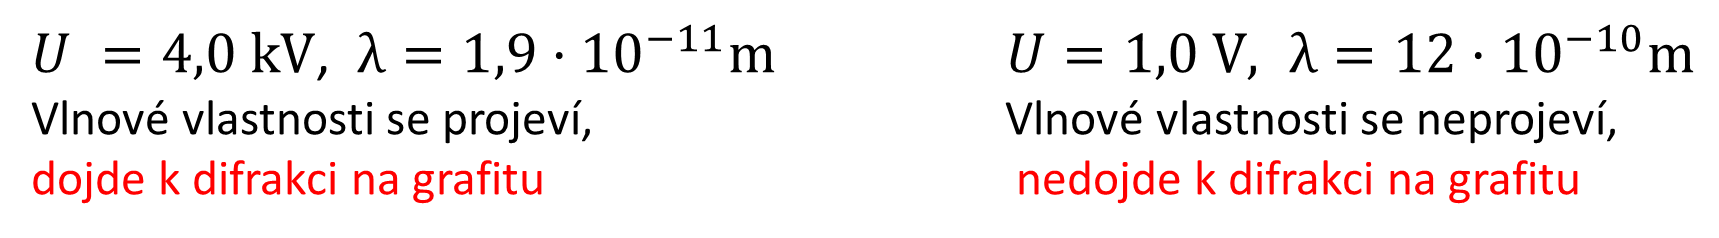 U = 4,0 kV, λ = 1,9 · 10⁻¹¹ m
Vlnové vlastnosti se projeví,
dojde k difrakci na grafitu
U = 1,0 V, λ = 12 · 10⁻¹⁰ m
Vlnové vlastnosti se neprojeví,
nedojde k difrakci na grafitu